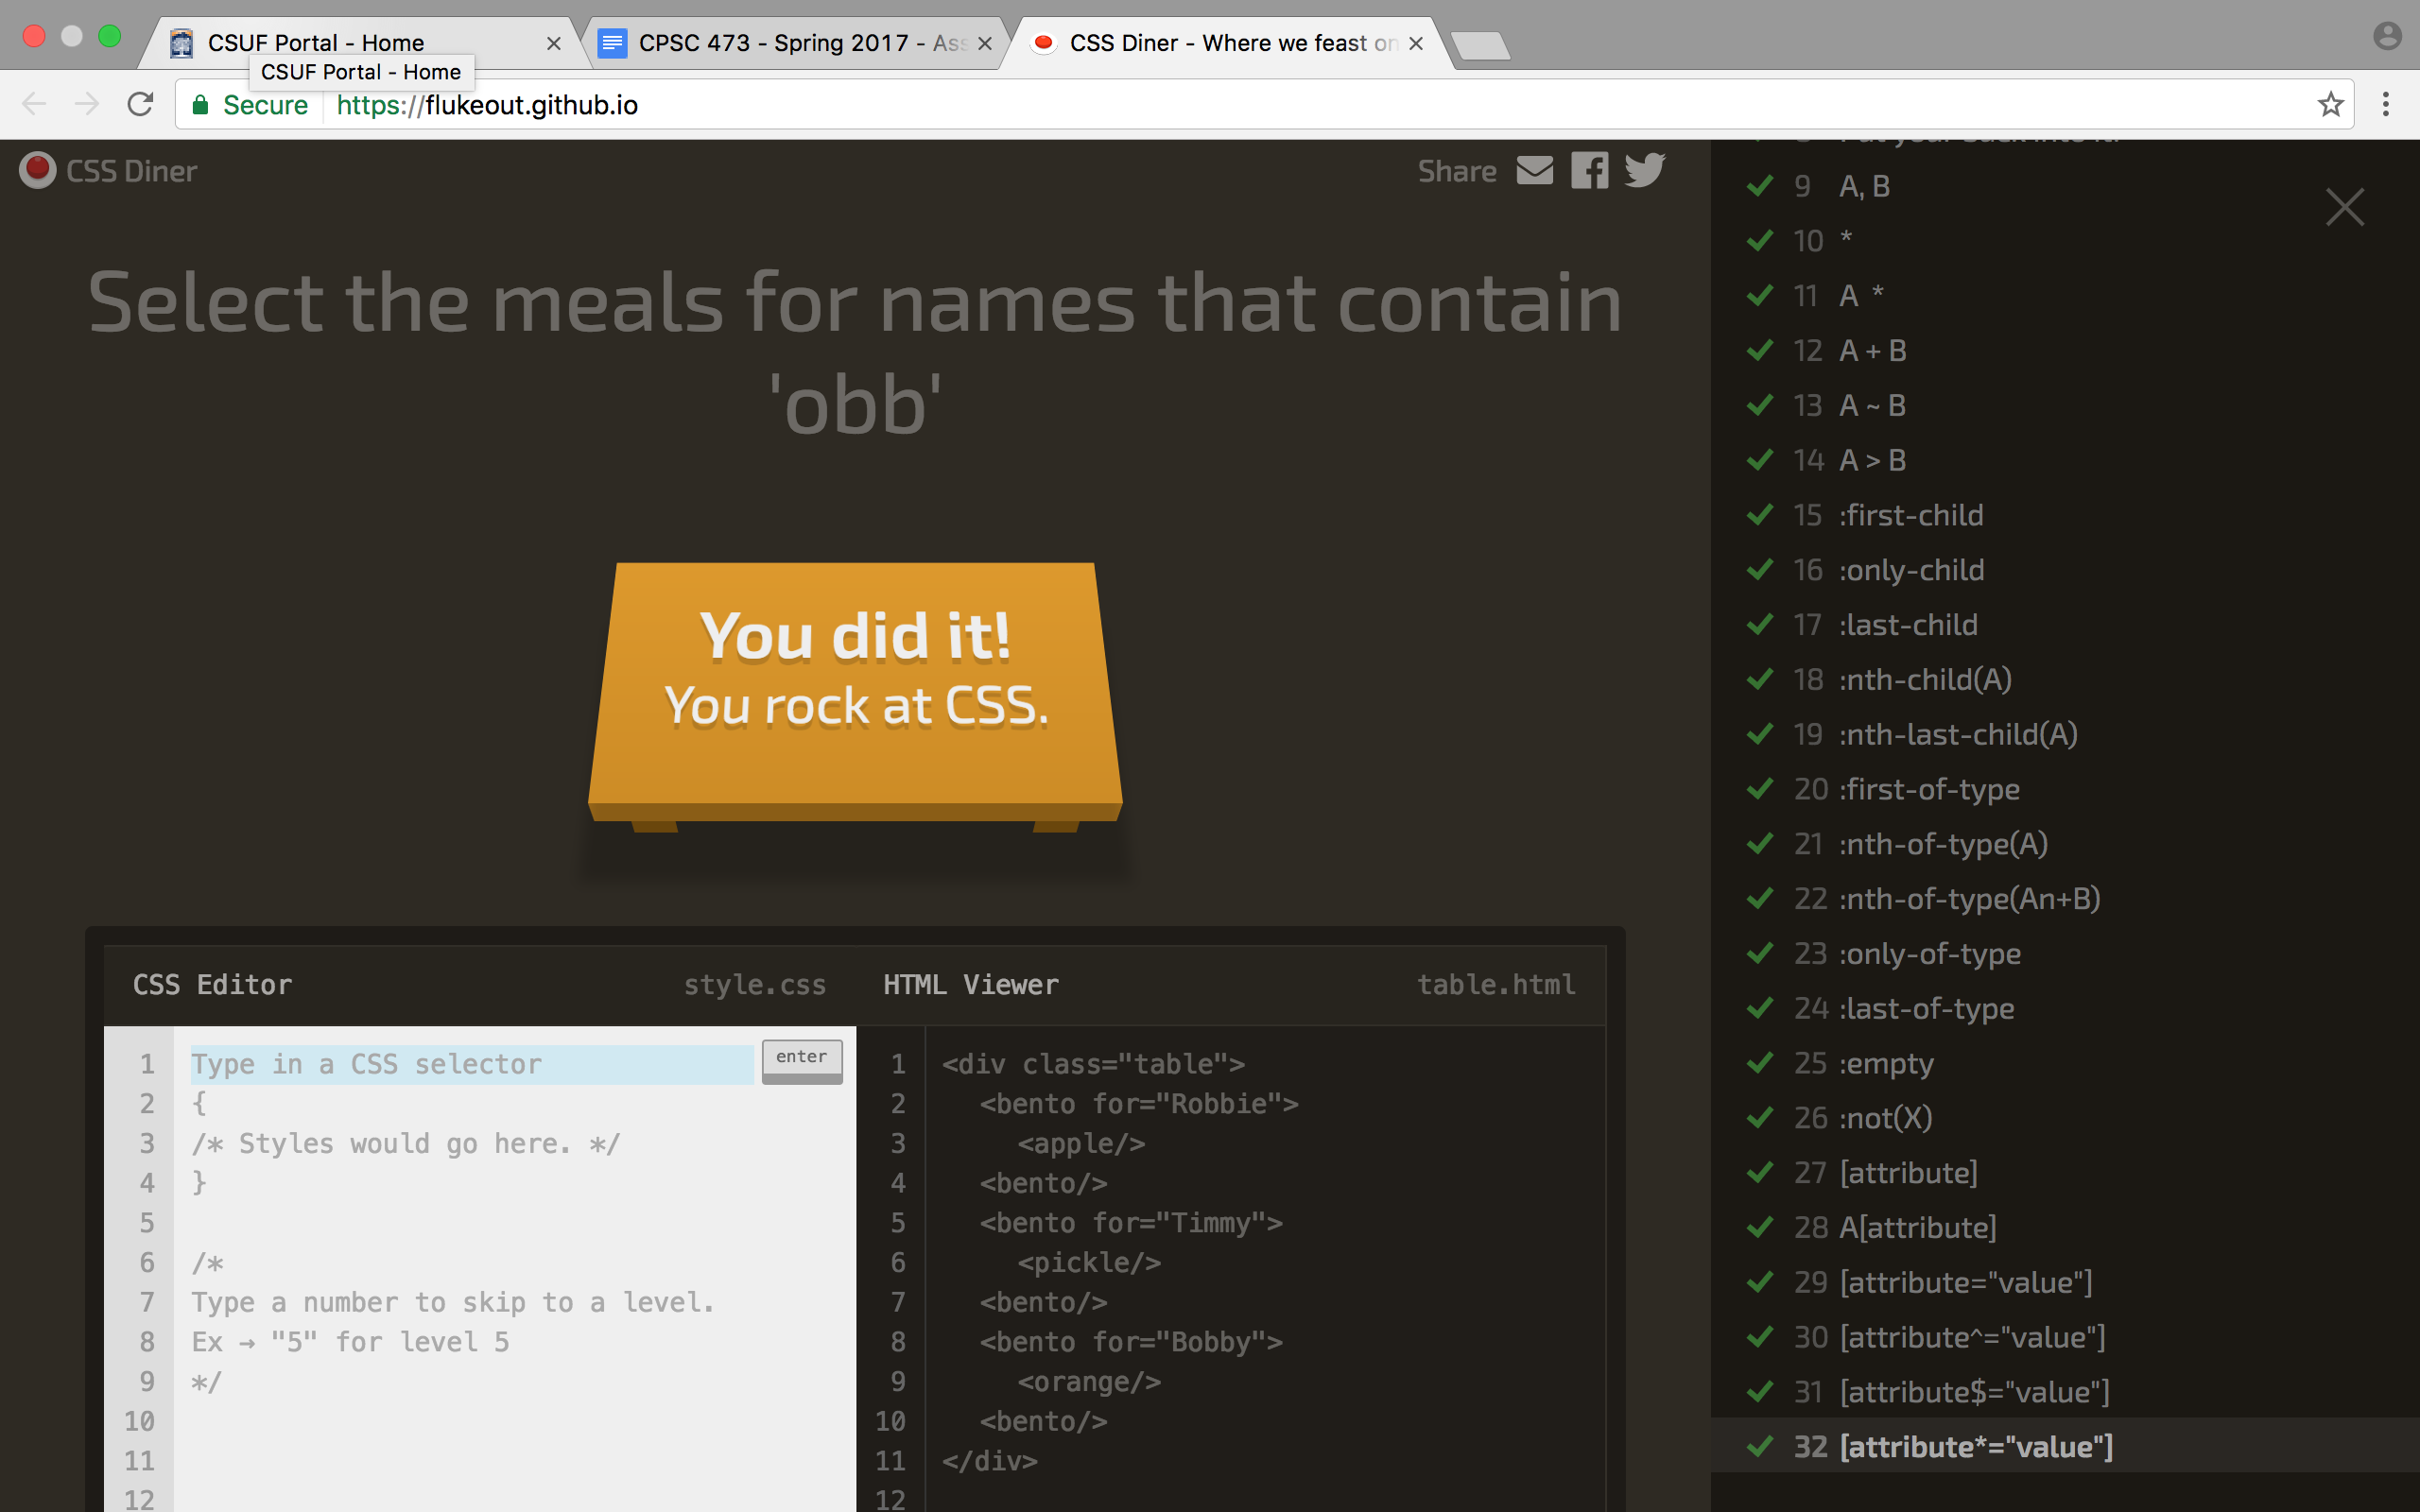 CSUF Portal - Home
CPSC 473 - Spring 2017 - Ass
CSS Diner - Where we feast on
CSUF Portal - Home
Secure
https://flukeout.github.io
CSS Diner
Share
Select the meals for names that contain
'obb'
You did it!
You rock at CSS.
CSS Editor
style.css
HTML Viewer
table.html
1 Type in a CSS selector
enter
2 {
3 /* Styles would go here. */
4 }
5
6 /*
7 Type a number to skip to a level.
8 Ex → "5" for level 5
9 */
10
11
12
1 <div class="table">
2 <bento for="Robbie">
3 <apple/>
4 <bento/>
5 <bento for="Timmy">
6 <pickle/>
7 <bento/>
8 <bento for="Bobby">
9 <orange/>
10 <bento/>
11 </div>
12
9 A, B
10 *
11 A *
12 A + B
13 A ~ B
14 A > B
15 :first-child
16 :only-child
17 :last-child
18 :nth-child(A)
19 :nth-last-child(A)
20 :first-of-type
21 :nth-of-type(A)
22 :nth-of-type(An+B)
23 :only-of-type
24 :last-of-type
25 :empty
26 :not(X)
27 [attribute]
28 A[attribute]
29 [attribute="value"]
30 [attribute^="value"]
31 [attribute$="value"]
32 [attribute*="value"]